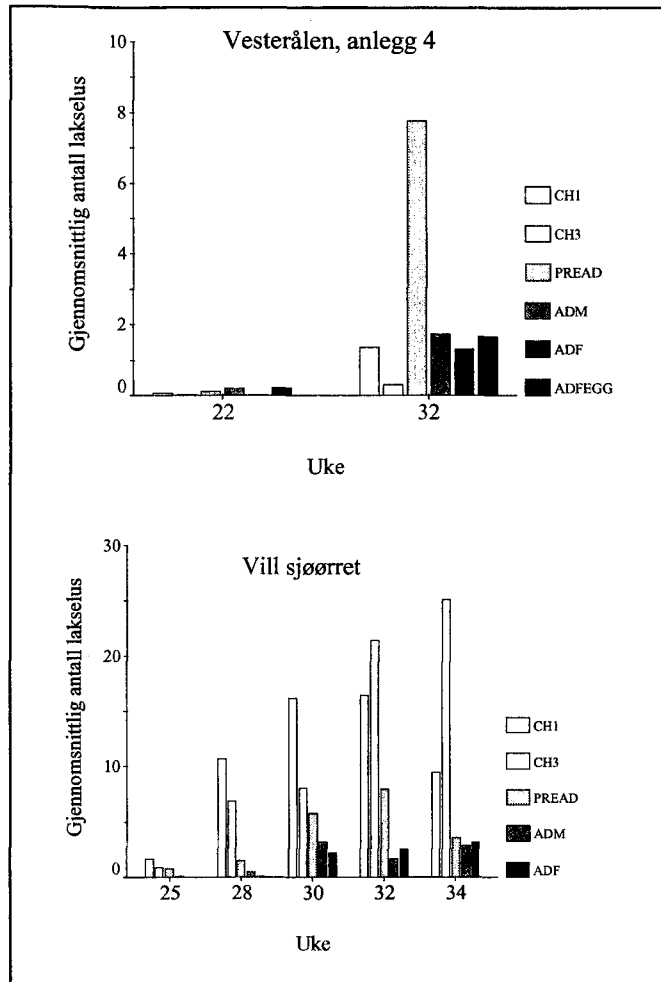 Vesterålen, anlegg 4
Gjennomsnittlig antall lakselus
10
8
6
4
2
0
22
32
Uke
CH1
CH3
PREAD
ADM
ADF
ADFEGG
Vill sjøørret
Gjennomsnittlig antall lakselus
30
20
10
0
25
28
30
32
34
Uke
CH1
CH3
PREAD
ADM
ADF